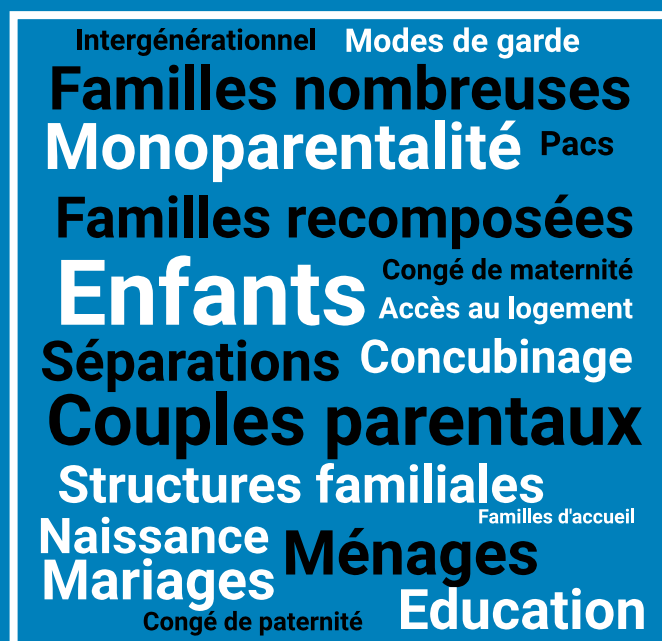 Intergénérationnel Modes de garde
Familles nombreuses
Monoparentalité Pacs
Familles recomposées
Enfants Congé de maternité
Accès au logement
Séparations Concubinage
Couples parentaux
Structures familiales
Familles d'accueil
Naissance Ménages
Mariages Education
Congé de paternité